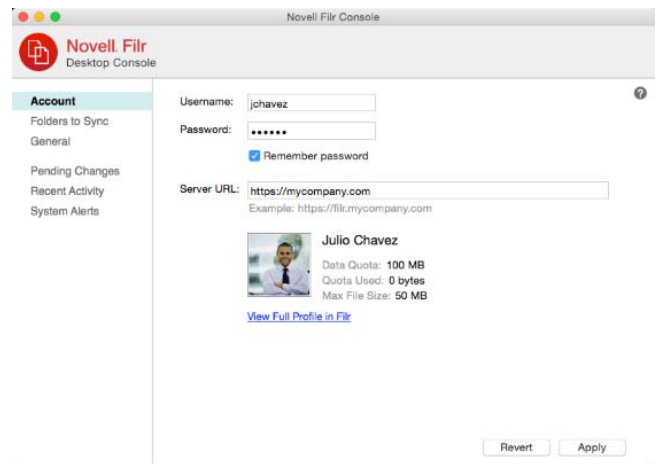 Novell Filr Console
Novell Filr
Desktop Console
Account
Folders to Sync
General
Pending Changes
Recent Activity
System Alerts
Username: jchavez
Password: ••••••
Remember password
Server URL: https://mycompany.com
Example: https://filr.mycompany.com
Julio Chavez
Data Quota: 100 MB
Quota Used: 0 bytes
Max File Size: 50 MB
View Full Profile in Filr
Revert Apply